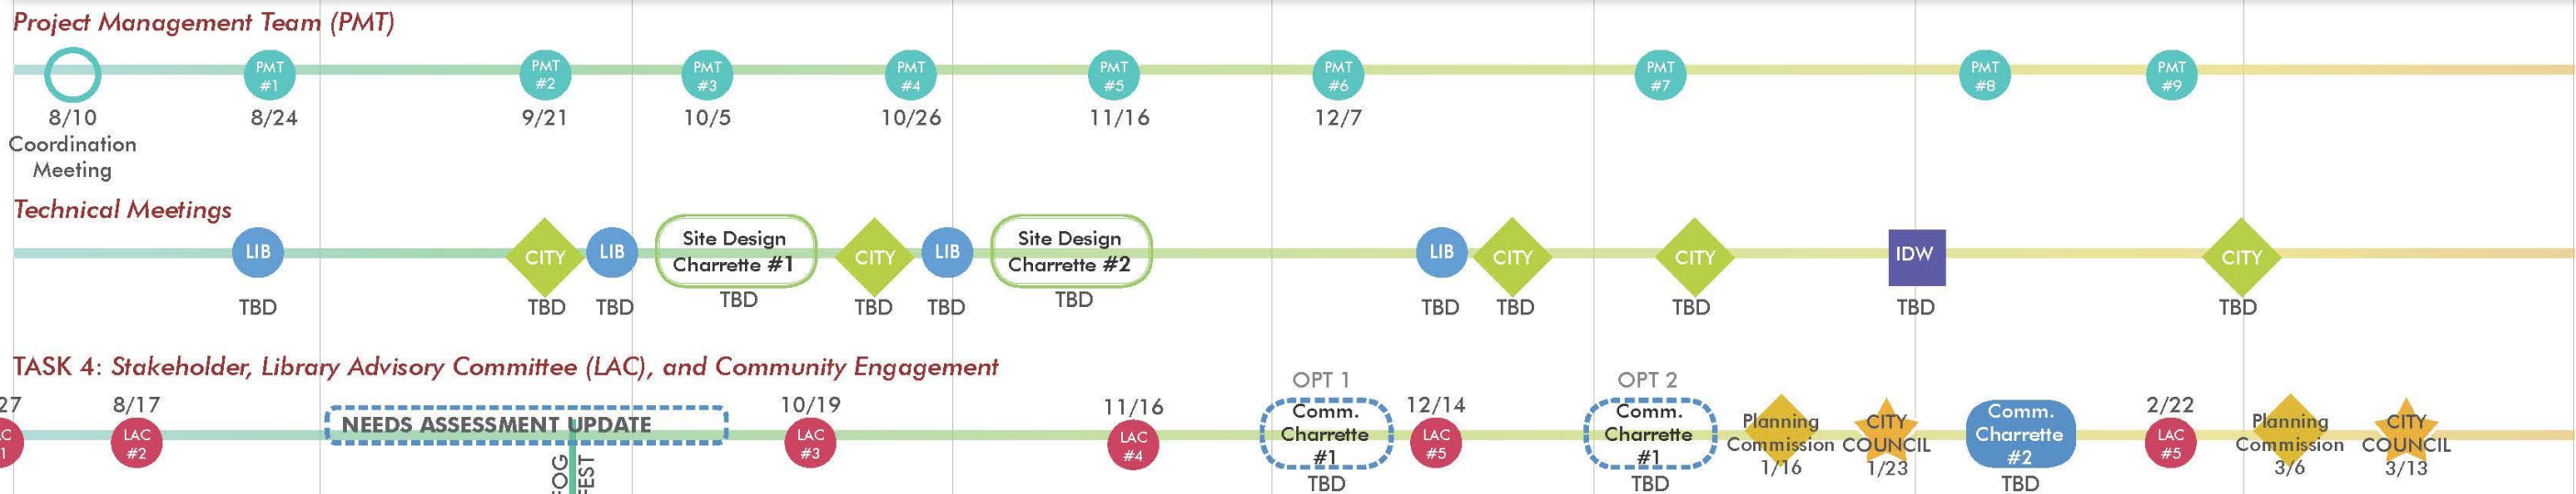 Project Management Team (PMT)
PMT #1
PMT #2
PMT #3
PMT #4
PMT #5
PMT #6
PMT #7
PMT #8
PMT #9
8/10
8/24
9/21
10/5
10/26
11/16
12/7
Coordination
Meeting
Technical Meetings
LIB
CITY
LIB
Site Design
Charrette #1
CITY
LIB
Site Design
Charrette #2
LIB
CITY
CITY
IDW
CITY
TBD
TBD
TBD
TBD
TBD
TBD
TBD
TBD
TBD
TBD
TBD
TBD
TASK 4: Stakeholder, Library Advisory Committee (LAC), and Community Engagement
27
C
1
8/17
LAC
#2
NEEDS ASSESSMENT UPDATE
FOG
FEST
10/19
LAC
#3
11/16
LAC
#4
OPT 1
Comm.
Charrette
#1
TBD
12/14
LAC
#5
OPT 2
Comm.
Charrette
#1
TBD
Planning
Commission
1/16
CITY
COUNCIL
1/23
Comm.
Charrette
#2
TBD
2/22
LAC
#5
Planning
Commission
3/6
CITY
COUNCIL
3/13